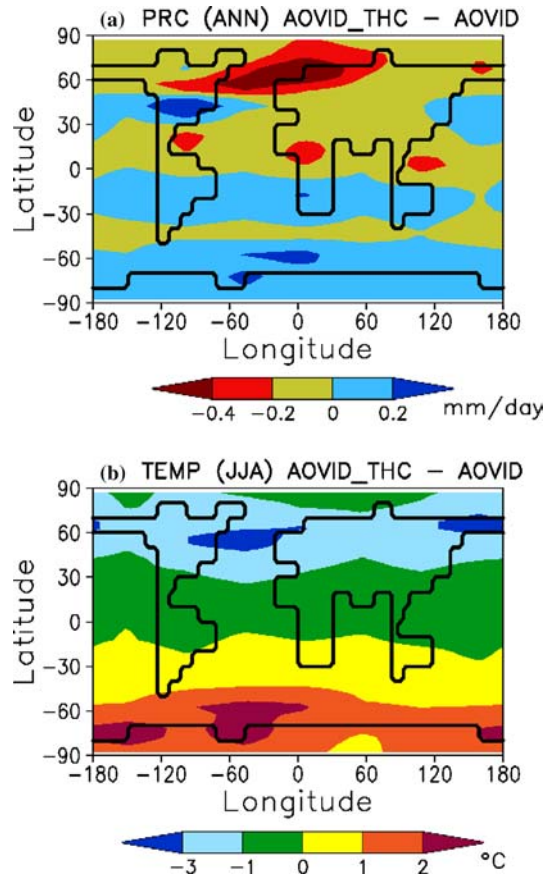 (a) PRC (ANN) AOVID_THC – AOVID
90
60
30
0
-30
-60
-90
Latitude
-180 -120 -60 0 60 120 180
Longitude
-0.4 -0.2 0 0.2 mm/day
(b) TEMP (JJA) AOVID_THC – AOVID
90
60
30
0
-30
-60
-90
Latitude
-180 -120 -60 0 60 120 180
Longitude
-3 -1 0 1 2 °C